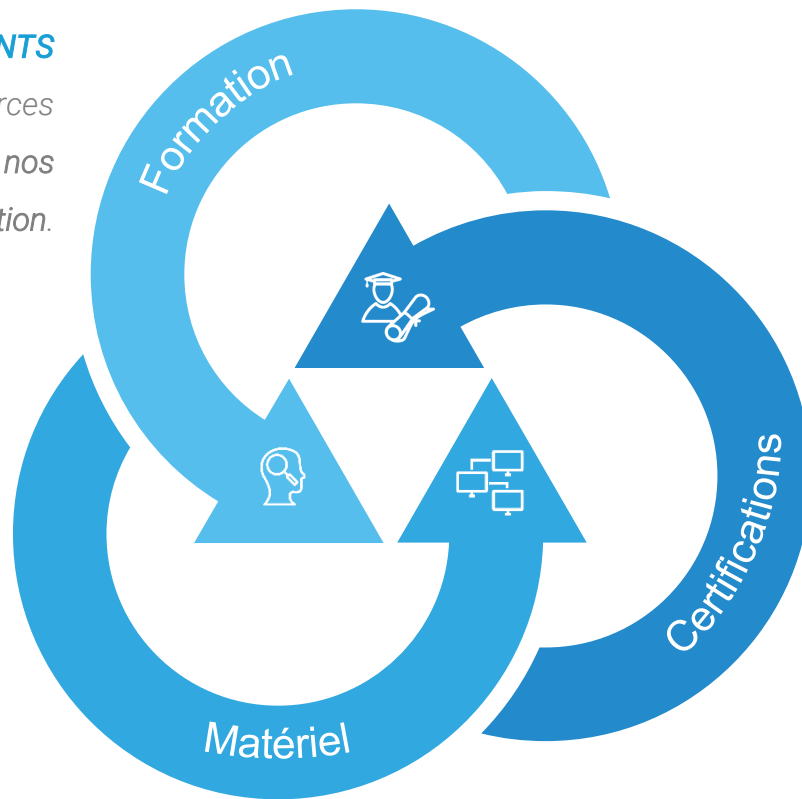 NTS
rces
nos
tion.
Formation
Certifications
Matériel